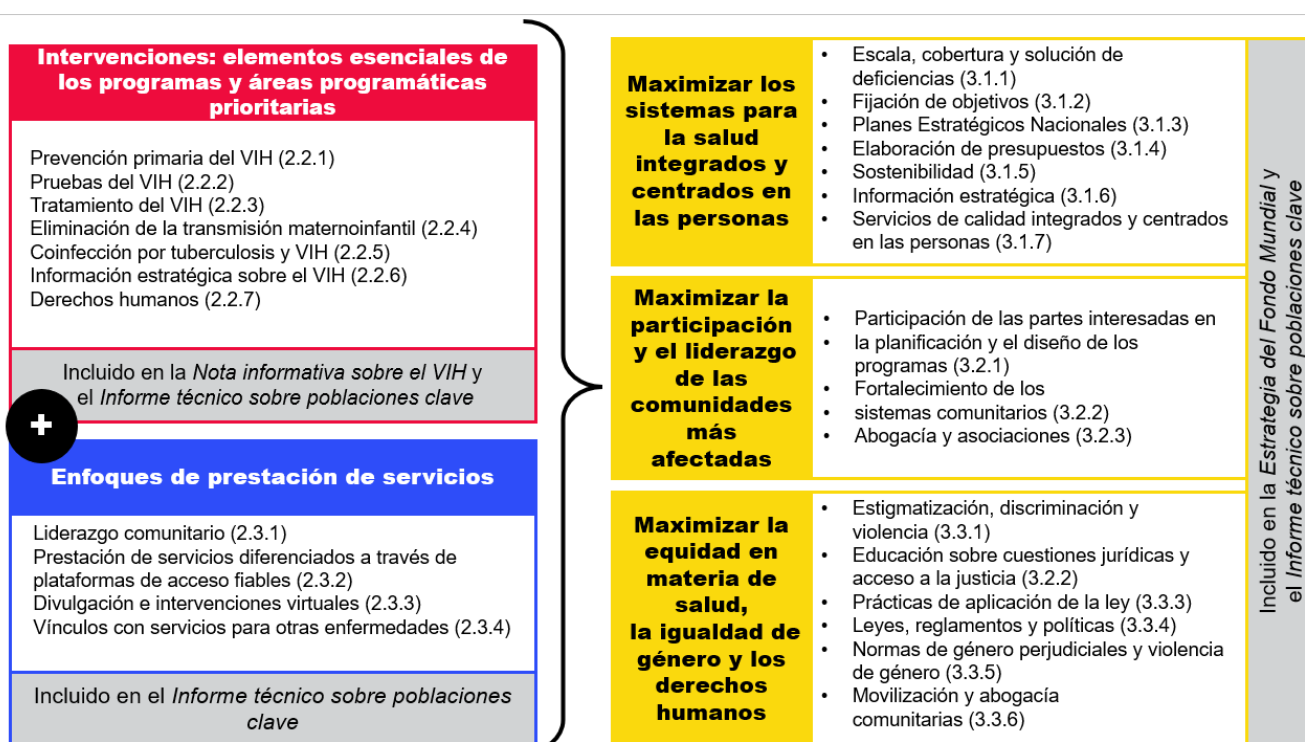 Intervenciones: elementos esenciales de
los programas y áreas programáticas
prioritarias
Prevención primaria del VIH (2.2.1)
Pruebas del VIH (2.2.2)
Tratamiento del VIH (2.2.3)
Eliminación de la transmisión maternoinfantil (2.2.4)
Coinfección por tuberculosis y VIH (2.2.5)
Información estratégica sobre el VIH (2.2.6)
Derechos humanos (2.2.7)
Incluido en la Nota informativa sobre el VIH y
el Informe técnico sobre poblaciones clave
+
Enfoques de prestación de servicios
Liderazgo comunitario (2.3.1)
Prestación de servicios diferenciados a través de
plataformas de acceso fiables (2.3.2)
Divulgación e intervenciones virtuales (2.3.3)
Vínculos con servicios para otras enfermedades (2.3.4)
Incluido en el Informe técnico sobre poblaciones
clave
Maximizar los
sistemas para
la salud
integrados y
centrados en
las personas
• Escala, cobertura y solución de
deficiencias (3.1.1)
• Fijación de objetivos (3.1.2)
• Planes Estratégicos Nacionales (3.1.3)
• Elaboración de presupuestos (3.1.4)
• Sostenibilidad (3.1.5)
• Información estratégica (3.1.6)
• Servicios de calidad integrados y centrados
en las personas (3.1.7)
Maximizar la
participación
y el liderazgo
de las
comunidades
más
afectadas
• Participación de las partes interesadas en
• la planificación y el diseño de los
programas (3.2.1)
• Fortalecimiento de los
• sistemas comunitarios (3.2.2)
• Abogacía y asociaciones (3.2.3)
Maximizar la
equidad en
materia de
salud,
la igualdad de
género y los
derechos
humanos
• Estigmatización, discriminación y
violencia (3.3.1)
• Educación sobre cuestiones jurídicas y
acceso a la justicia (3.2.2)
• Prácticas de aplicación de la ley (3.3.3)
• Leyes, reglamentos y políticas (3.3.4)
• Normas de género perjudiciales y violencia
de género (3.3.5)
• Movilización y abogacía
comunitarias (3.3.6)
Incluido en la Estrategia del Fondo Mundial y
el Informe técnico sobre poblaciones clave